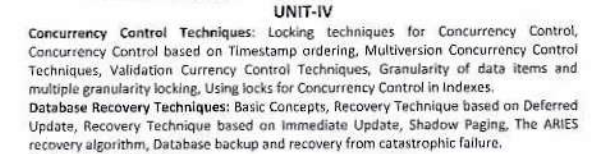 UNIT-IV
Concurrency Control Techniques: Locking techniques for Concurrency Control,
Concurrency Control based on Timestamp ordering, Multiversion Concurrency Control
Techniques, Validation Currency Control Techniques, Granularity of data items and
multiple granularity locking, Using locks for Concurrency Control in Indexes.
Database Recovery Techniques: Basic Concepts, Recovery Technique based on Deferred
Update, Recovery Technique based on Immediate Update, Shadow Paging, The ARIES
recovery algorithm, Database backup and recovery from catastrophic failure.